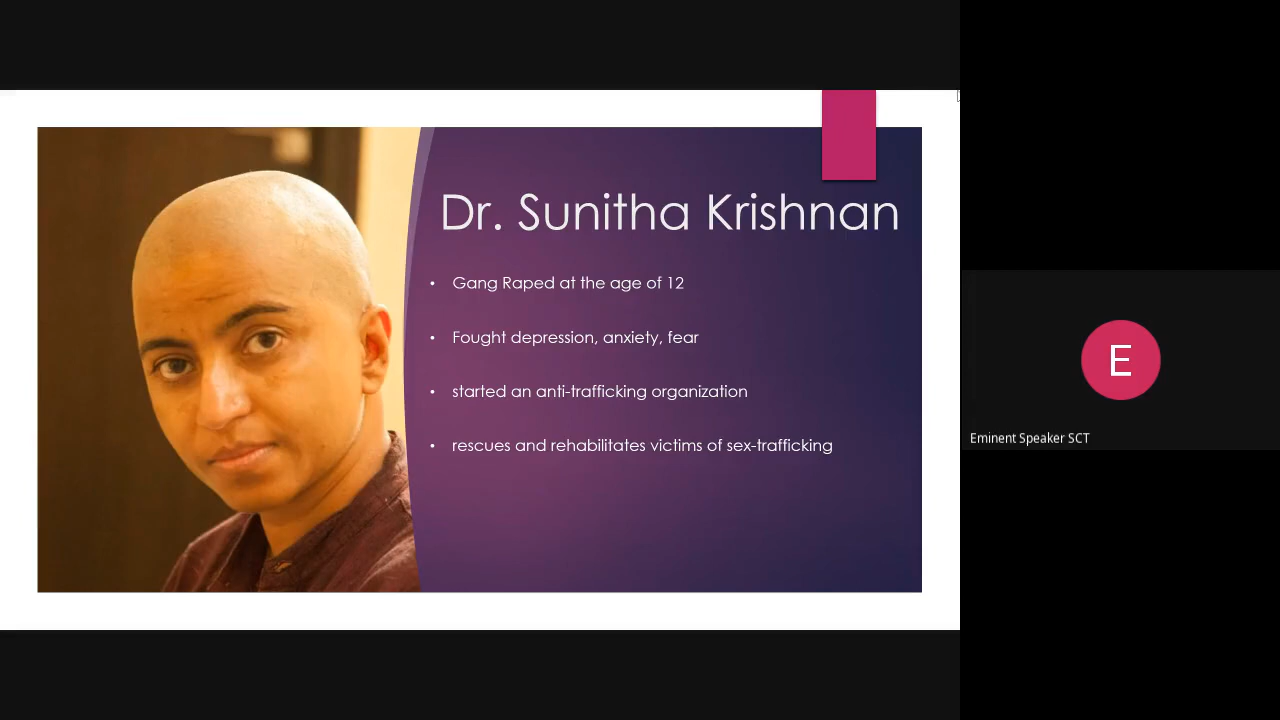 Dr. Sunitha Krishnan
• Gang Raped at the age of 12
• Fought depression, anxiety, fear
• started an anti-trafficking organization
• rescues and rehabilitates victims of sex-trafficking
E
Eminent Speaker SCT